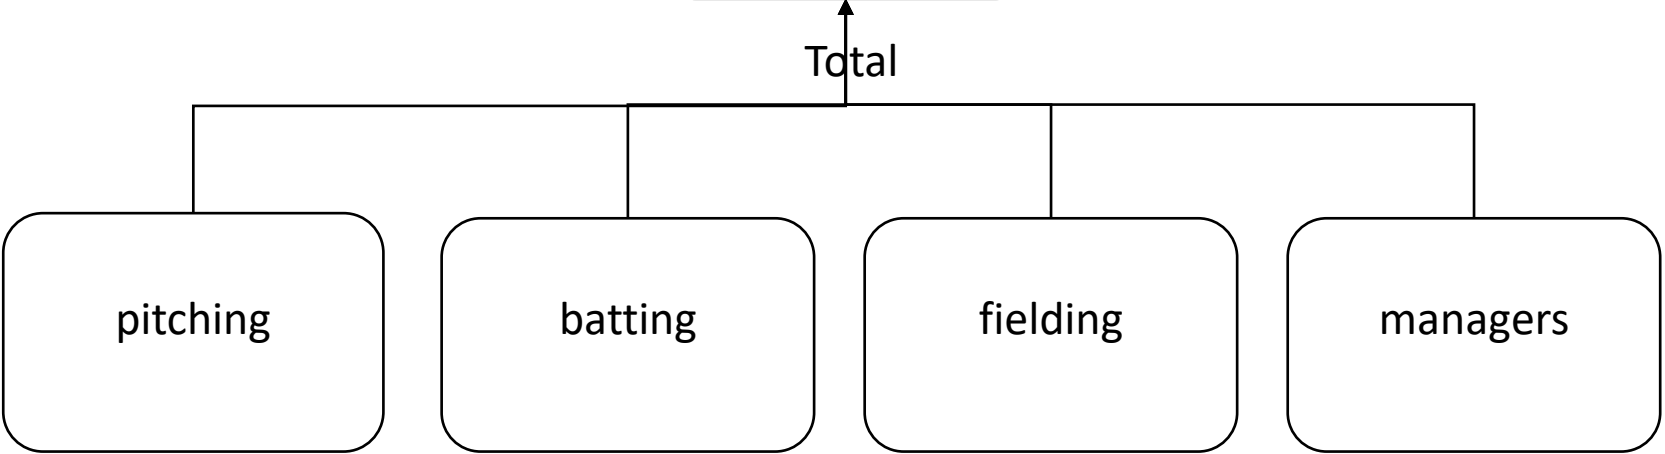 Total
pitching
batting
fielding
managers